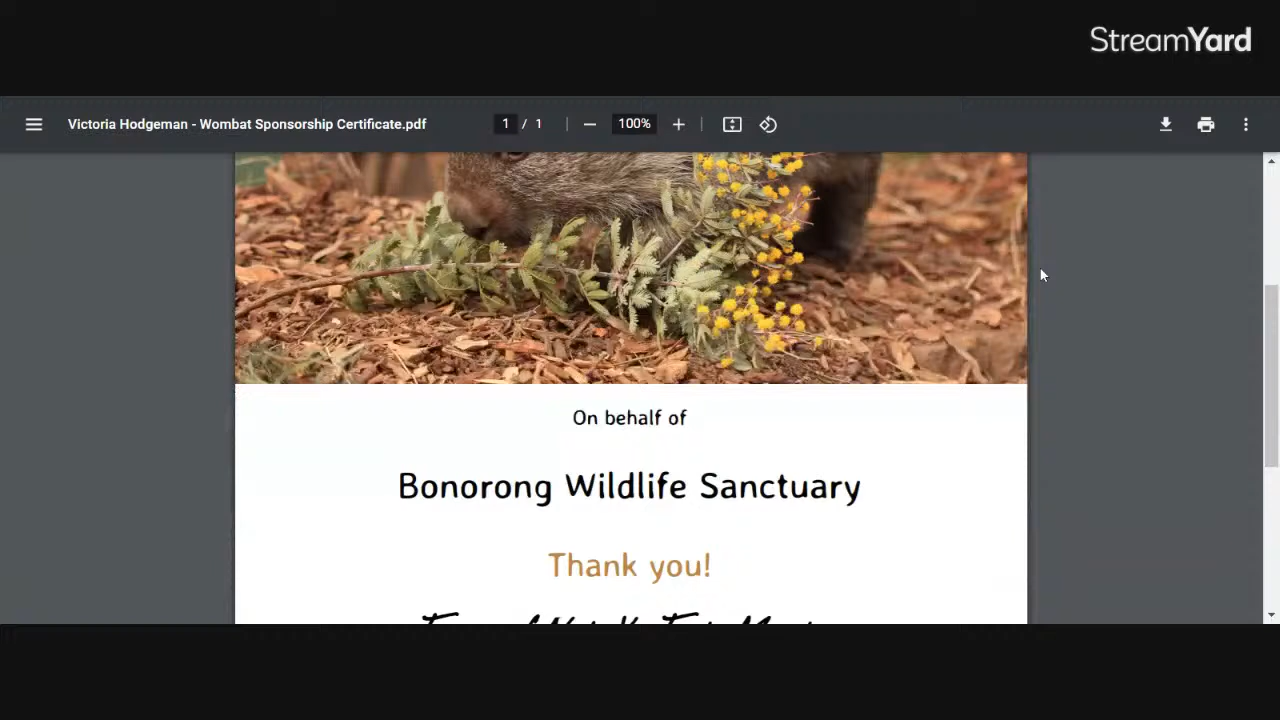 StreamYard
Victoria Hodgeman - Wombat Sponsorship Certificate.pdf
1 / 1
100%
On behalf of
Bonorong Wildlife Sanctuary
Thank you!